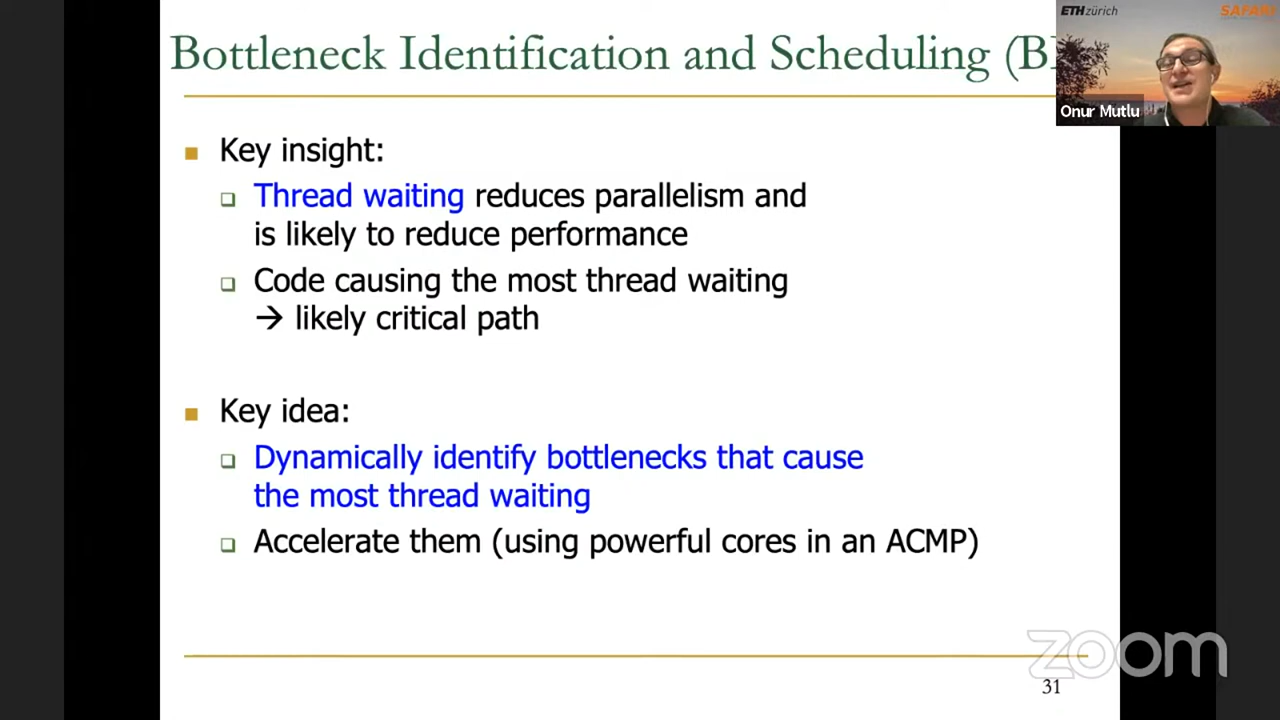 Bottleneck Identification and Scheduling (B
ETH zürich
SAFARI
Onur Mutlu
Key insight:
Thread waiting reduces parallelism and
is likely to reduce performance
Code causing the most thread waiting
→ likely critical path
Key idea:
Dynamically identify bottlenecks that cause
the most thread waiting
Accelerate them (using powerful cores in an ACMP)
zoom
31